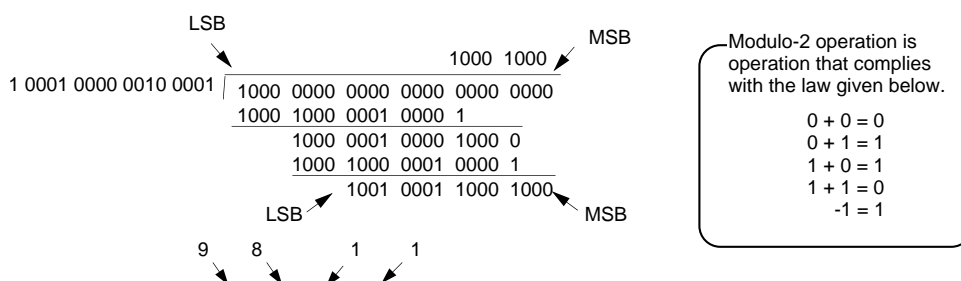 LSB
MSB
1000 1000
1 0001 0000 0010 0001
1000 0000 0000 0000 0000 0000
1000 1000 0001 0000 1
1000 0001 0000 1000 0
1000 1000 0001 0000 1
1001 0001 1000 1000
LSB
MSB
9 8 1 1
Modulo-2 operation is
operation that complies
with the law given below.
0 + 0 = 0
0 + 1 = 1
1 + 0 = 1
1 + 1 = 0
-1 = 1